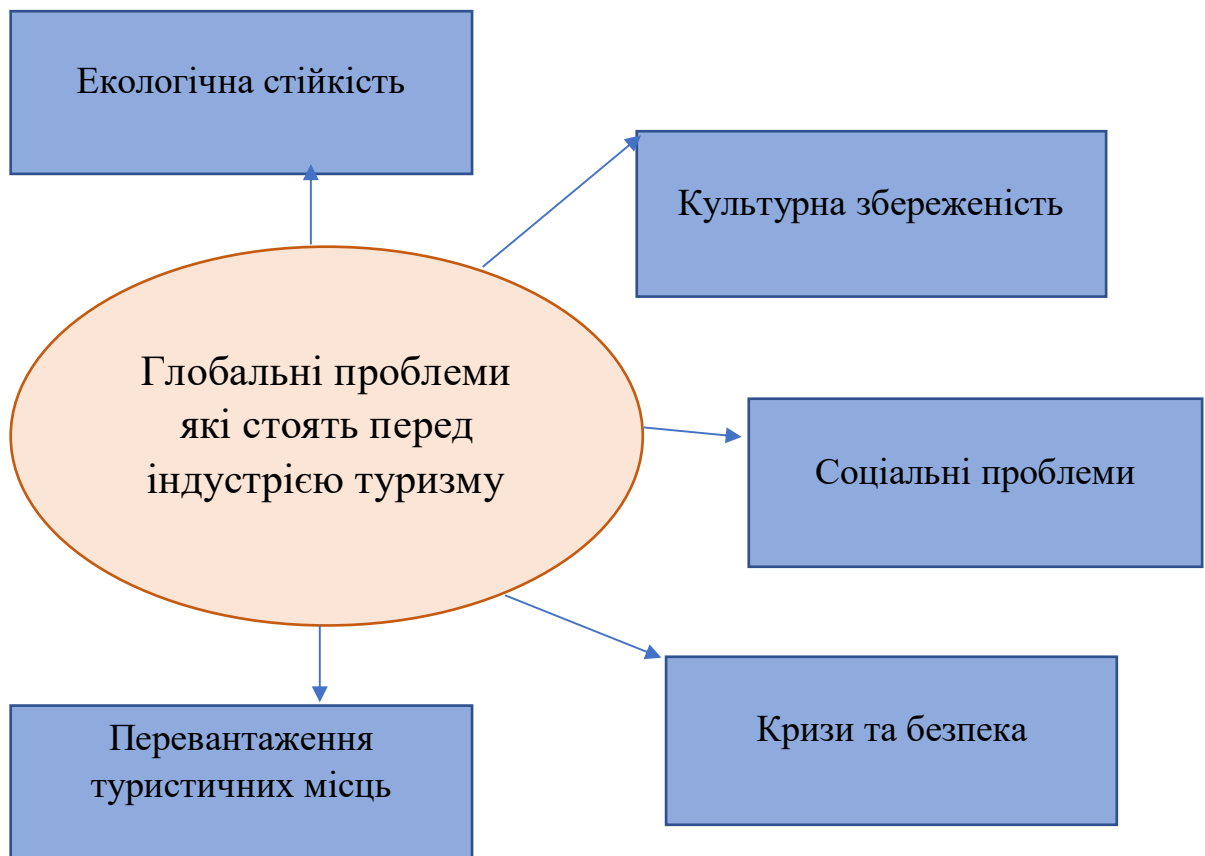 Екологічна стійкість
Культурна збереженість
Глобальні проблеми
які стоять перед
індустрією туризму
Соціальні проблеми
Кризи та безпека
Перевантаження
туристичних місць